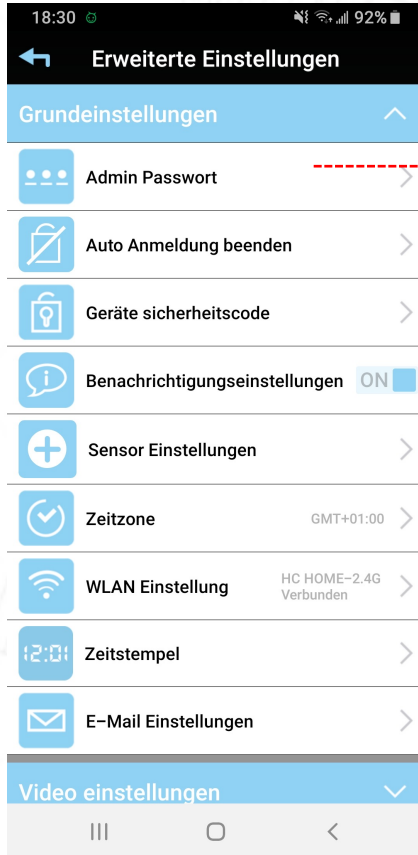 18:30 92%
Erweiterte Einstellungen
Grundeinstellungen
Admin Passwort
Auto Anmeldung beenden
Geräte sicherheitscode
Benachrichtigungseinstellungen ON
Sensor Einstellungen
Zeitzone GMT+01:00
WLAN Einstellung HC HOME-2.4G
Verbunden
12:01 Zeitstempel
E-Mail Einstellungen
Video einstellungen